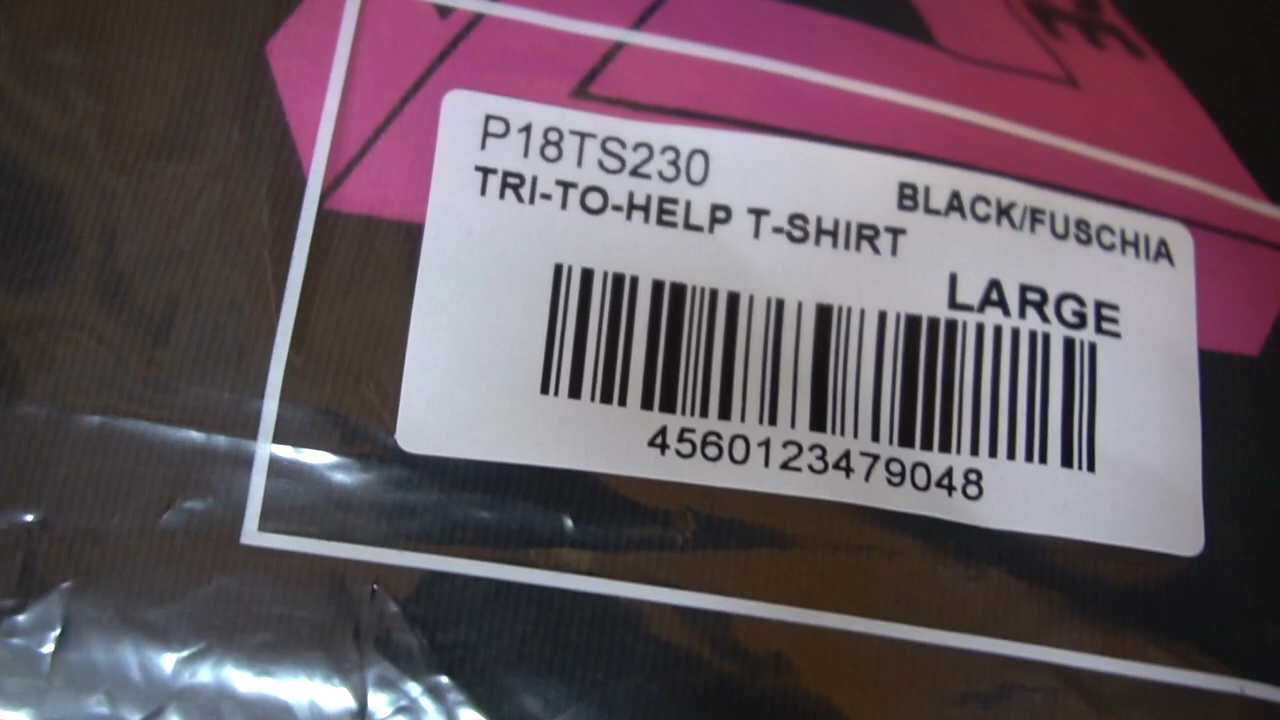 P18TS230
TRI-TO-HELP T-SHIRT
BLACK/FUSCHIA
LARGE
4560123479048